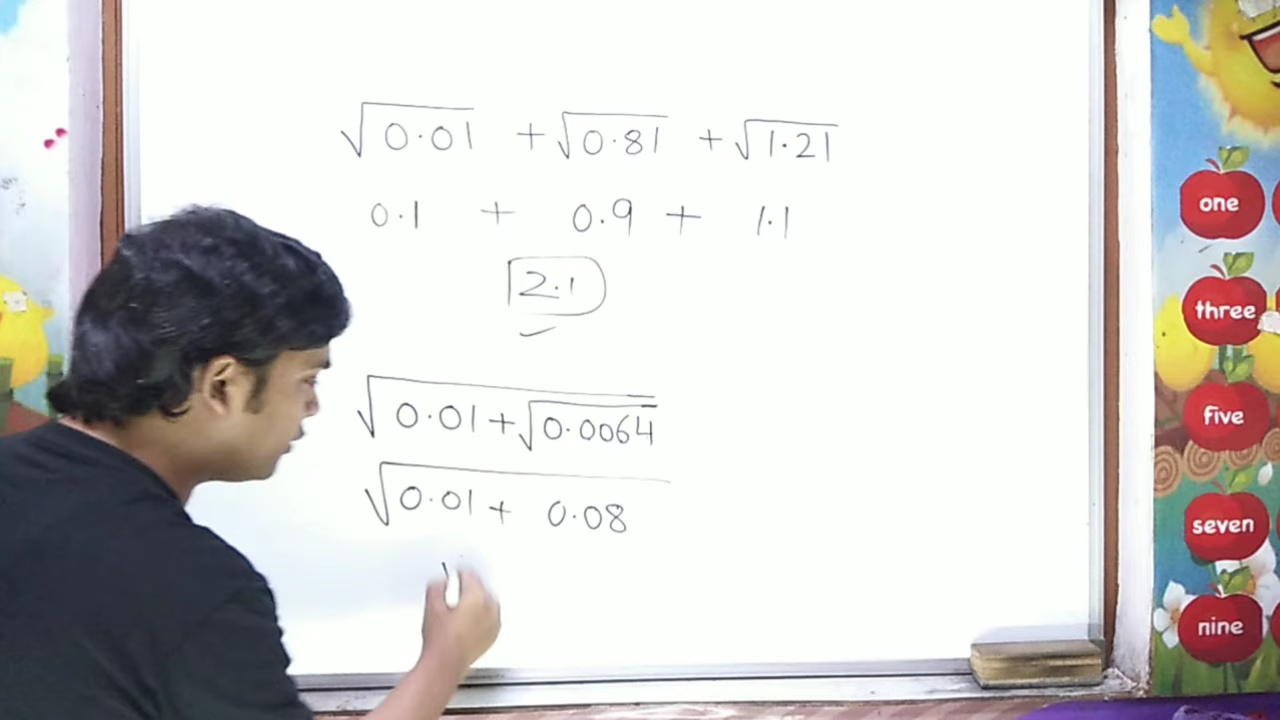 √0.01 + √0.81 + √1.21
0.1 + 0.9 + 1.1
2.1
√(0.01 + √0.0064)
√(0.01 + 0.08)
one
three
five
seven
nine